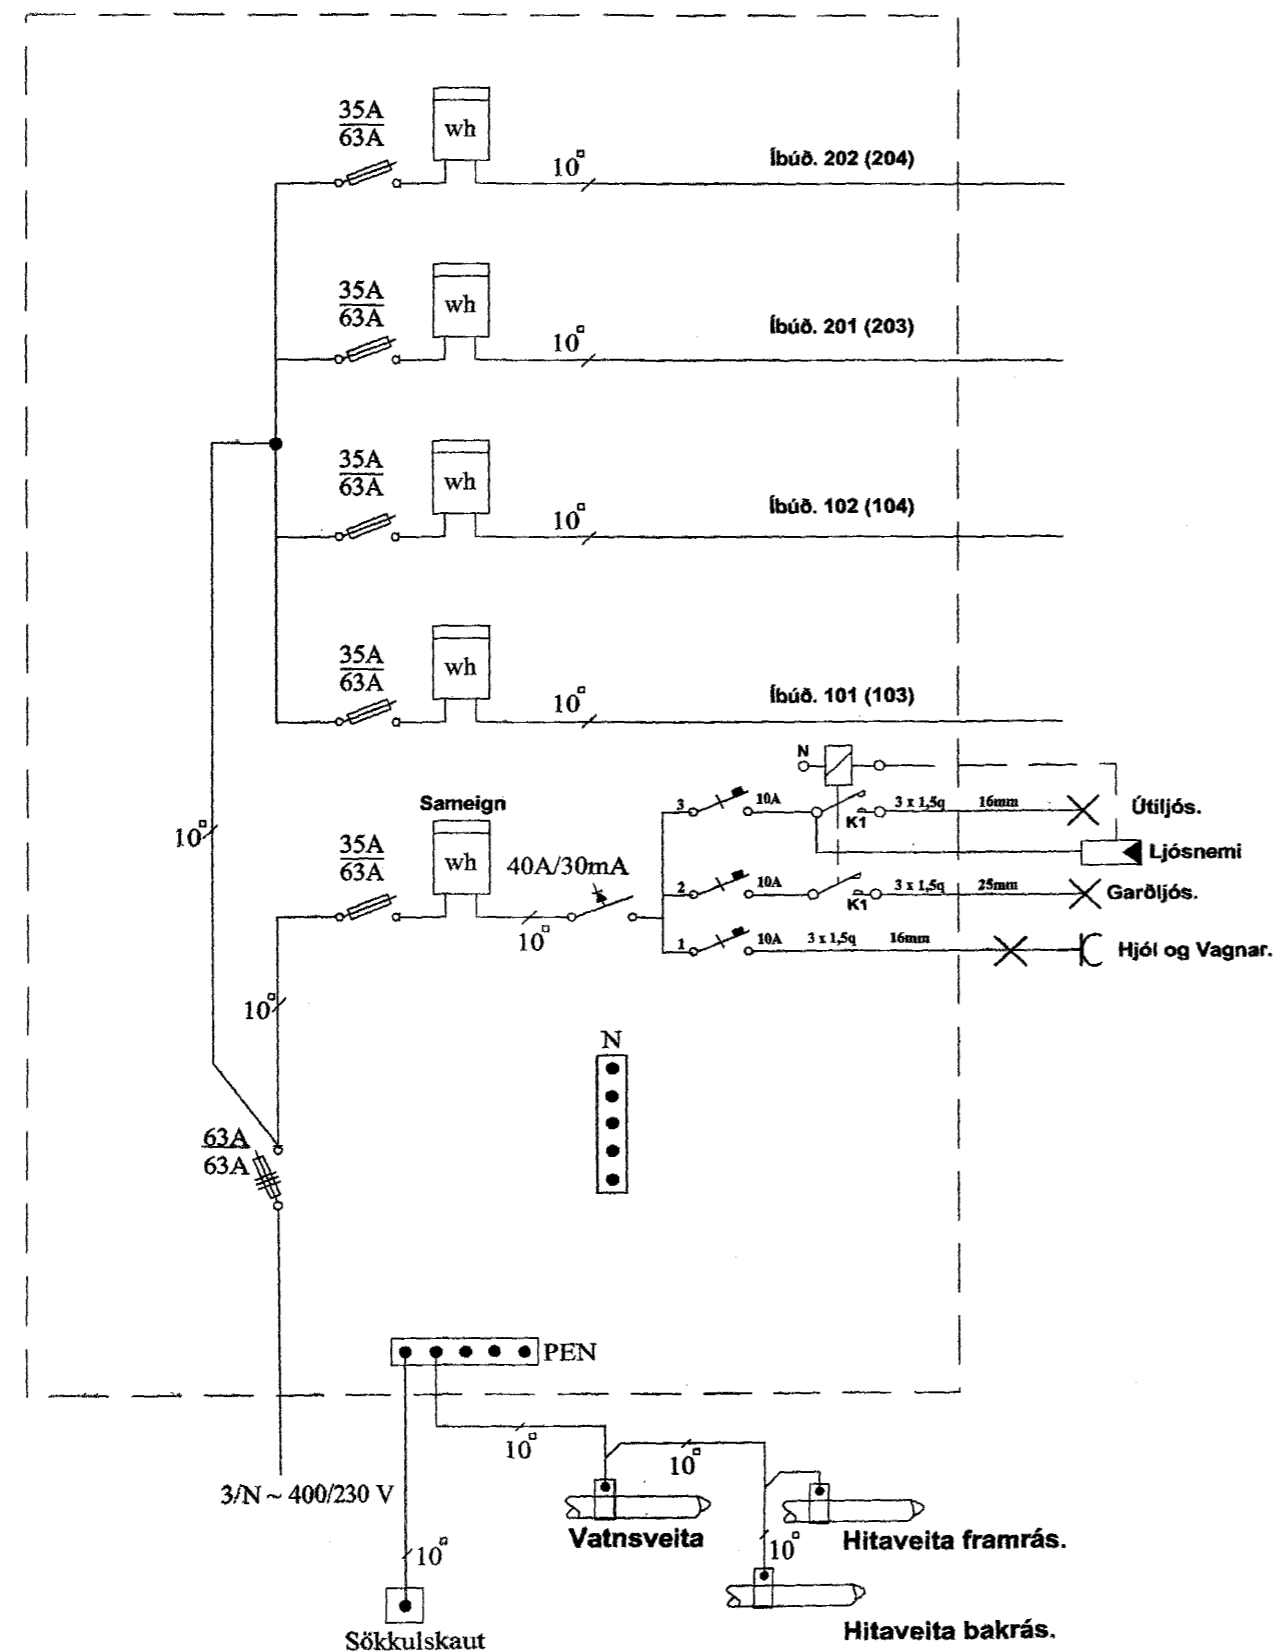 35A
63A
wh
10□
Íbúð. 202 (204)
35A
63A
wh
10□
Íbúð. 201 (203)
35A
63A
wh
10□
Íbúð. 102 (104)
35A
63A
wh
10□
Íbúð. 101 (103)
N
Sameign
3
10A
K1
3 x 1,5q
16mm
Útiljós.
10□
35A
63A
wh
40A/30mA
Ljósnemi
2
10A
K1
3 x 1,5q
25mm
Garðljós.
10□
1
10A
3 x 1,5q
16mm
Hjól og Vagnar.
10□
N
63A
63A
PEN
10□
10□
3/N ~ 400/230 V
Vatnsveita
10□
Hitaveita framrás.
10□
Hitaveita bakrás.
Sökkulskaut